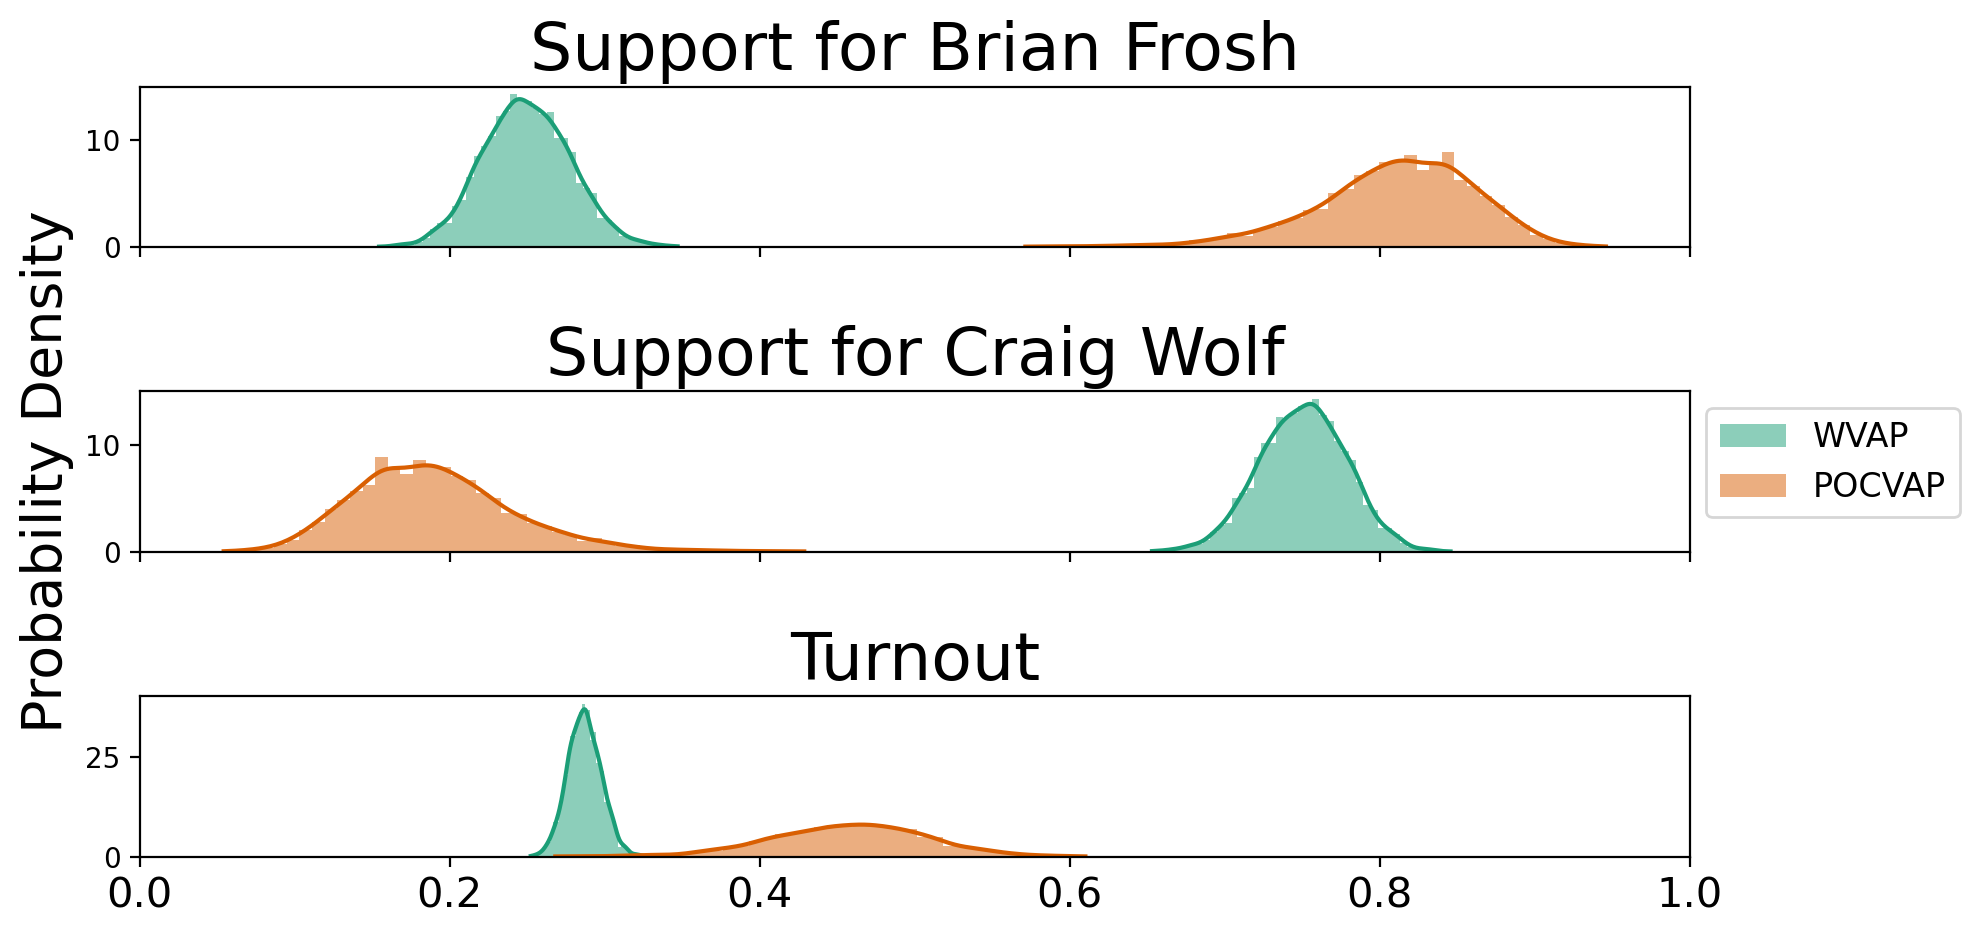 Support for Brian Frosh
10
0
Support for Craig Wolf
10
0
WVAP
POCVAP
Turnout
25
0
0.0 0.2 0.4 0.6 0.8 1.0
Probability Density